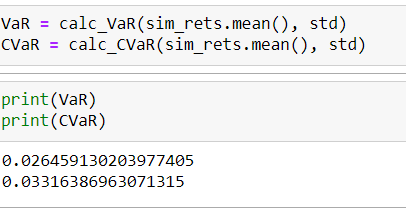 VaR = calc_VaR(sim_rets.mean(), std)
CVaR = calc_CVaR(sim_rets.mean(), std)
print(VaR)
print(CVaR)
0.026459130203977405
0.03316386963071315